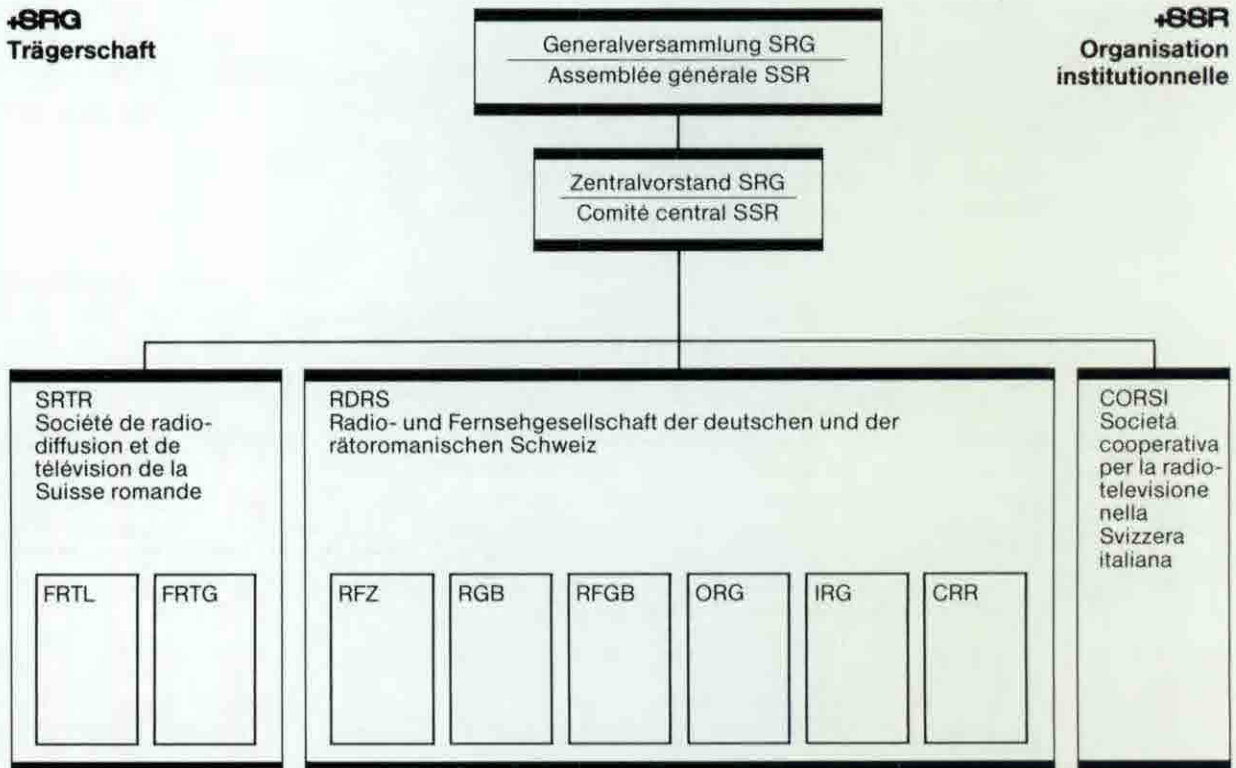 +SRG
Trägerschaft
+SSR
Organisation
institutionnelle
Generalversammlung SRG
Assemblée générale SSR
Zentralvorstand SRG
Comité central SSR
SRTR
Société de radio-
diffusion et de
télévision de la
Suisse romande
FRTL
FRTG
RDRS
Radio- und Fernsehgesellschaft der deutschen und der
rätoromanischen Schweiz
RFZ
RGB
RFGB
ORG
IRG
CRR
CORSI
Società
cooperativa
per la radio-
televisione
nella
Svizzera
italiana